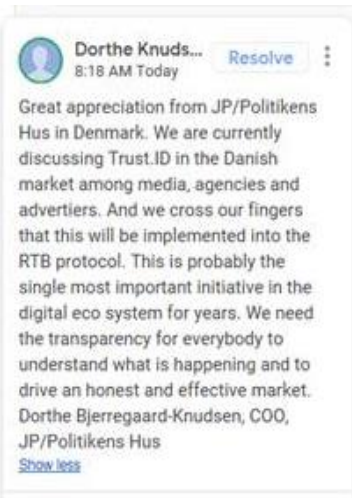 Dorthe Knuds...
Resolve
8:18 AM Today
Great appreciation from JP/Politikens
Hus in Denmark. We are currently
discussing Trust.ID in the Danish
market among media, agencies and
advertiers. And we cross our fingers
that this will be implemented into the
RTB protocol. This is probably the
single most important initiative in the
digital eco system for years. We need
the transparency for everybody to
understand what is happening and to
drive an honest and effective market.
Dorthe Bjerregaard-Knudsen, COO,
JP/Politikens Hus
Show less